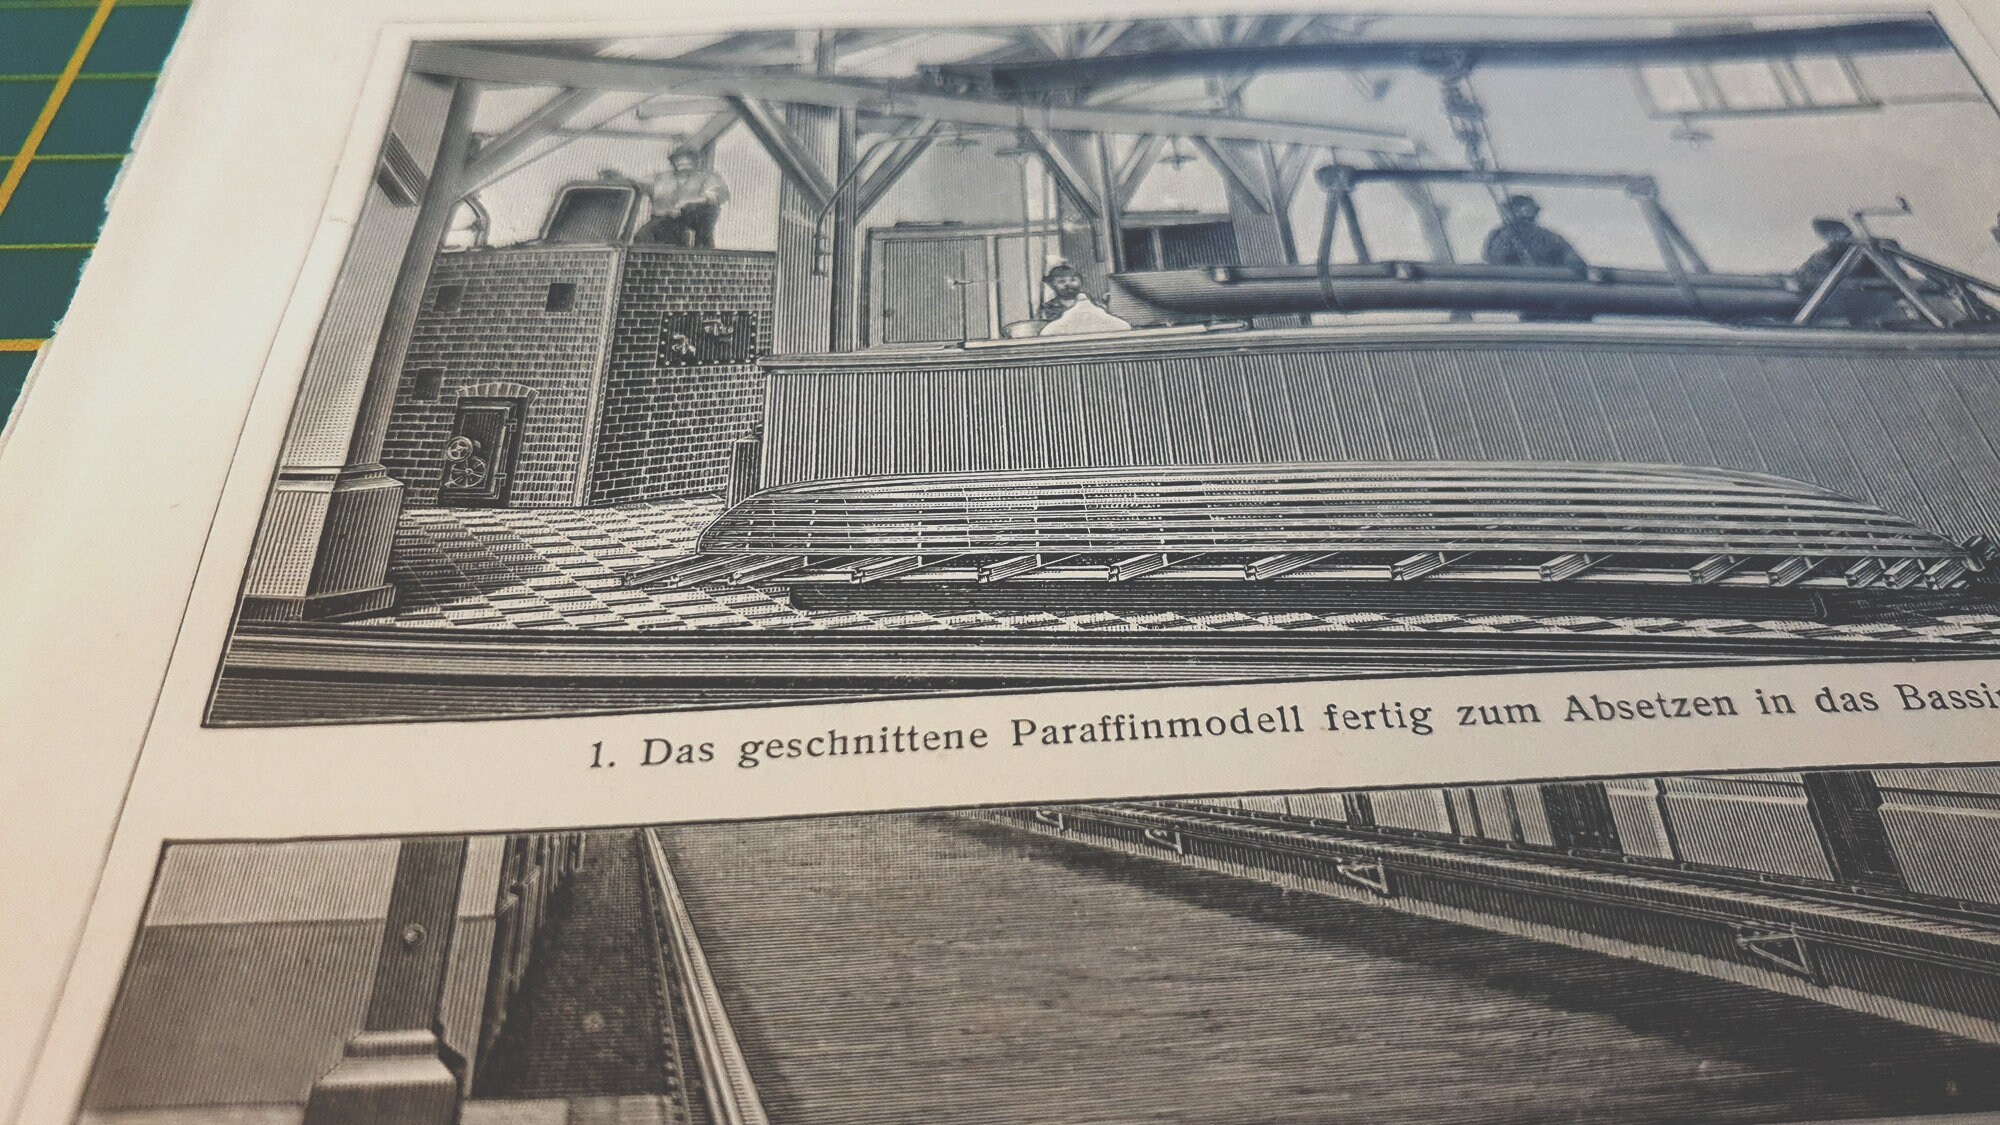 1. Das geschnittene Paraffinmodell fertig zum Absetzen in das